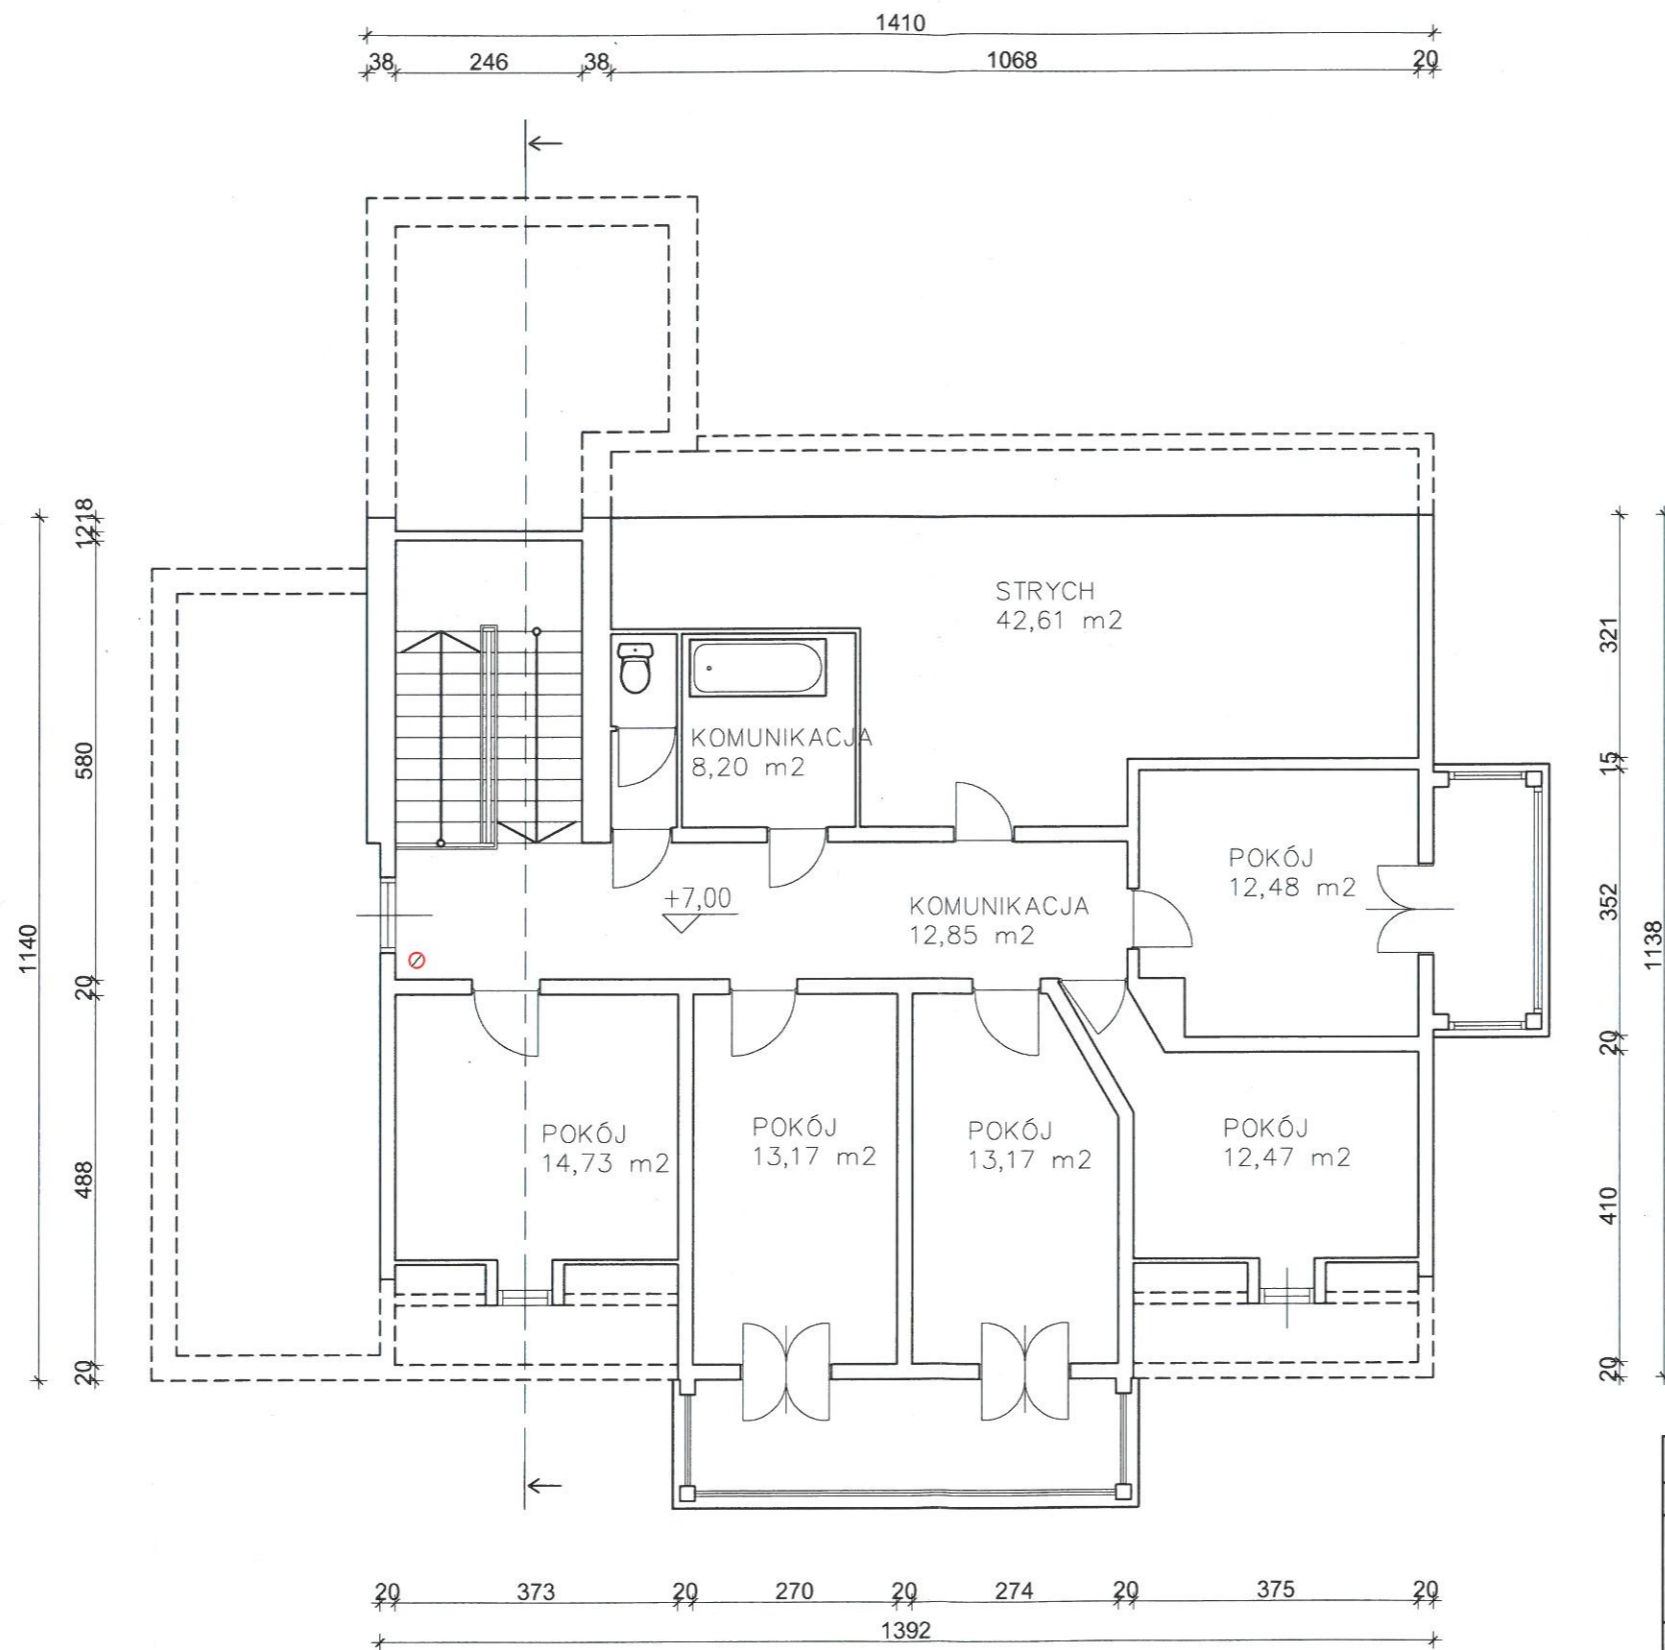 1410
38 246 38 1068 20
STRYCH
42,61 m2
KOMUNIKACJA
8,20 m2
POKÓJ
12,48 m2
+7,00
KOMUNIKACJA
12,85 m2
POKÓJ
14,73 m2
POKÓJ
13,17 m2
POKÓJ
13,17 m2
POKÓJ
12,47 m2
1140
1218
580
20
488
20
321
15
352
20
410
20
1138
20 373 20 270 20 274 20 375 20
1392